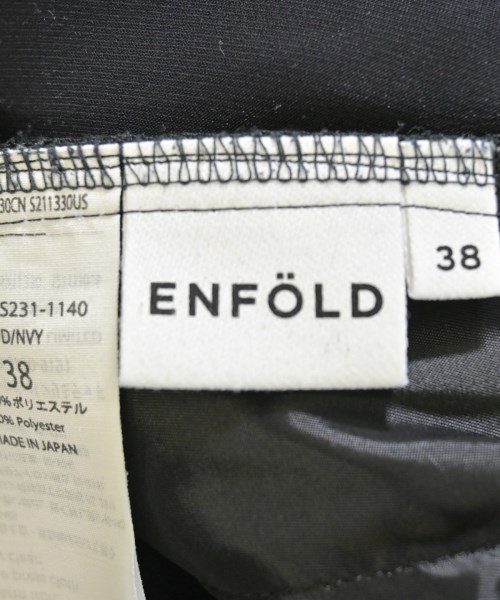 30CN S211330US
S231-1140
D/NVY
38
0%ポリエステル
0% Polyester
MADE IN JAPAN
ENFÖLD
38